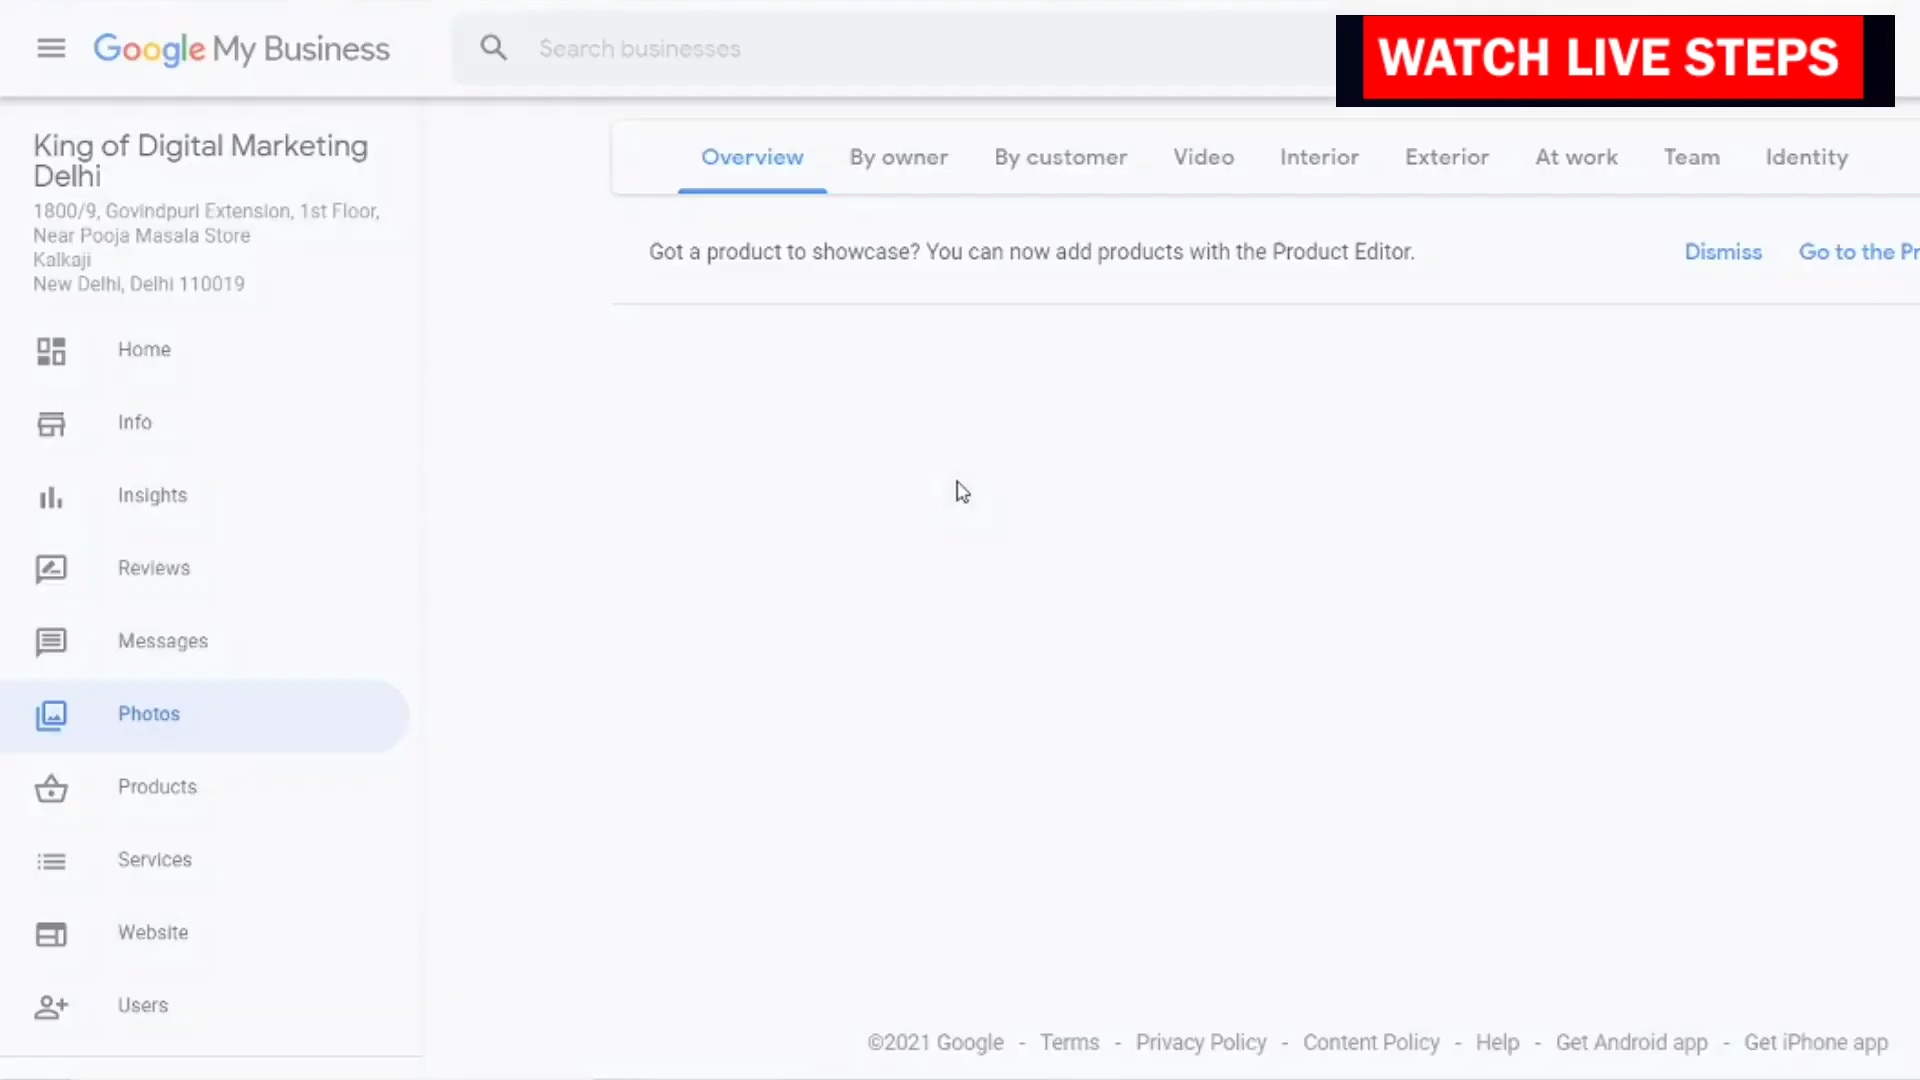 Google My Business
Search businesses
WATCH LIVE STEPS
King of Digital Marketing
Delhi
1800/9, Govindpuri Extension, 1st Floor,
Near Pooja Masala Store
Kalkaji
New Delhi, Delhi 110019
Home
Info
Insights
Reviews
Messages
Photos
Products
Services
Website
Users
Overview By owner By customer Video Interior Exterior At work Team Identity
Got a product to showcase? You can now add products with the Product Editor. Dismiss Go to the Pr
©2021 Google - Terms - Privacy Policy - Content Policy - Help - Get Android app - Get iPhone app